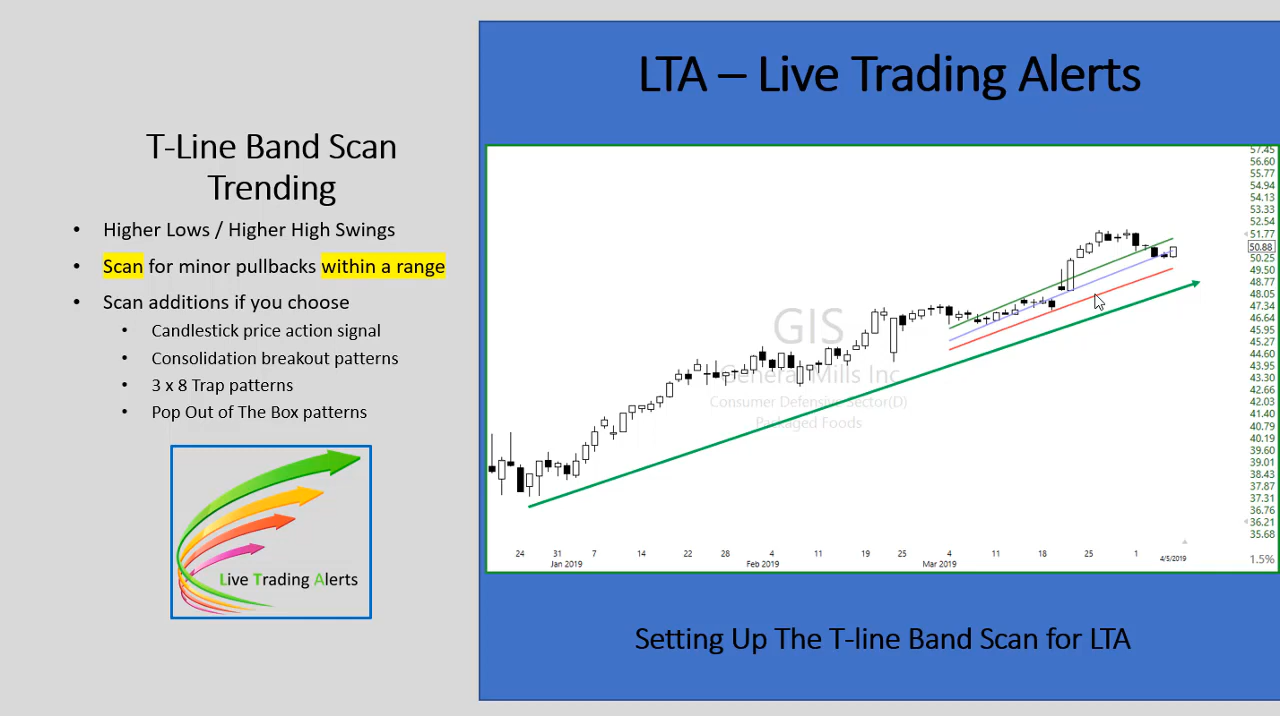 LTA – Live Trading Alerts
T-Line Band Scan
Trending
• Higher Lows / Higher High Swings
• Scan for minor pullbacks within a range
• Scan additions if you choose
• Candlestick price action signal
• Consolidation breakout patterns
• 3 x 8 Trap patterns
• Pop Out of The Box patterns
Live Trading Alerts
GIS
General Mills Inc
Consumer Defensive Sector(D)
Packaged Foods
57.45
56.60
55.77
54.94
54.13
53.33
52.54
51.77
50.88
50.25
49.50
48.77
48.05
47.34
46.64
45.95
45.27
44.60
43.95
43.30
42.66
42.03
41.40
40.79
40.19
39.60
39.01
38.43
37.87
37.31
36.76
36.21
35.68
24 31 7 14 22 28 4 11 19 25 4 11 18 25 1 4/5/2019
Jan 2019 Feb 2019 Mar 2019
1.5%
Setting Up The T-line Band Scan for LTA